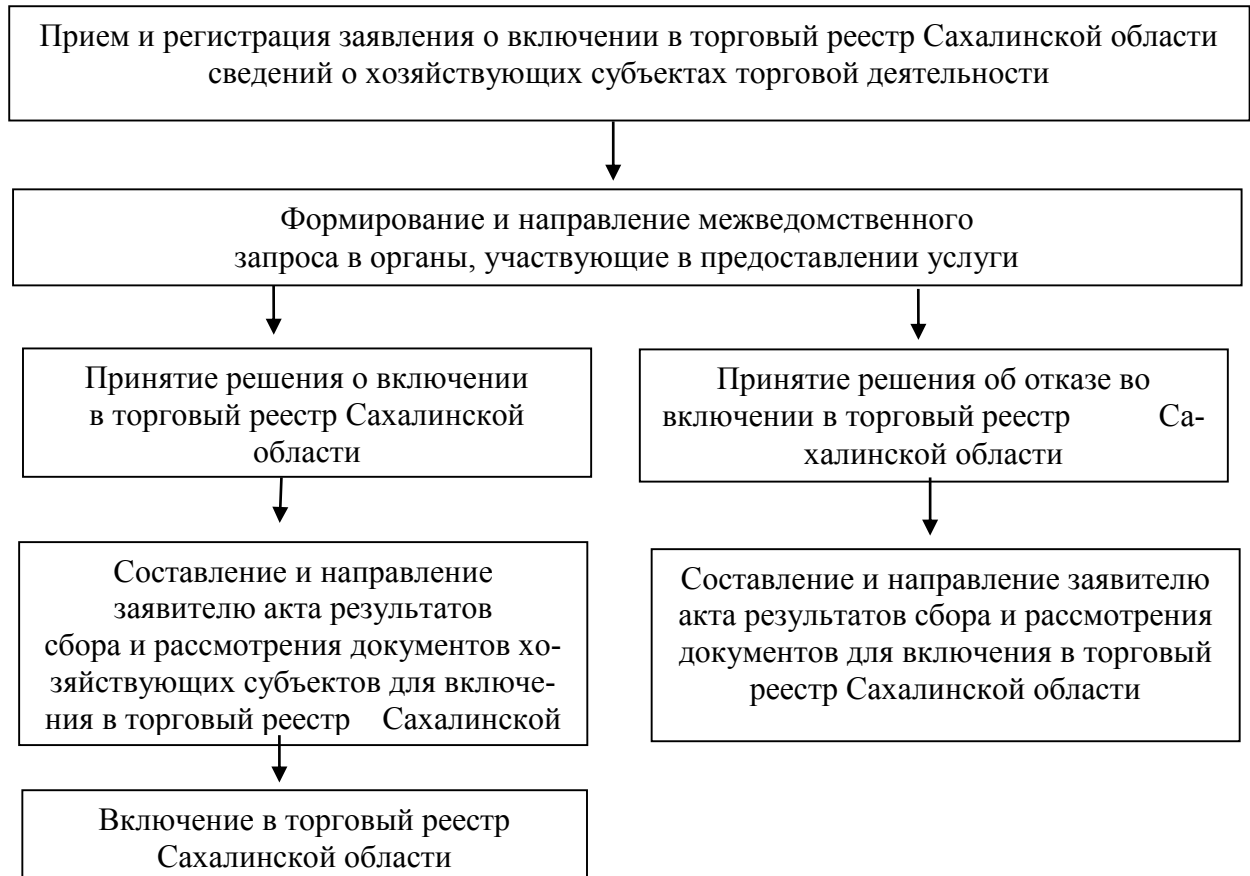 Прием и регистрация заявления о включении в торговый реестр Сахалинской области
сведений о хозяйствующих субъектах торговой деятельности
Формирование и направление межведомственного
запроса в органы, участвующие в предоставлении услуги
Принятие решения о включении
в торговый реестр Сахалинской
области
Принятие решения об отказе во
включении в торговый реестр Са-
халинской области
Составление и направление
заявителю акта результатов
сбора и рассмотрения документов хо-
зяйствующих субъектов для включе-
ния в торговый реестр Сахалинской
Составление и направление заявителю
акта результатов сбора и рассмотрения
документов для включения в торговый
реестр Сахалинской области
Включение в торговый реестр
Сахалинской области